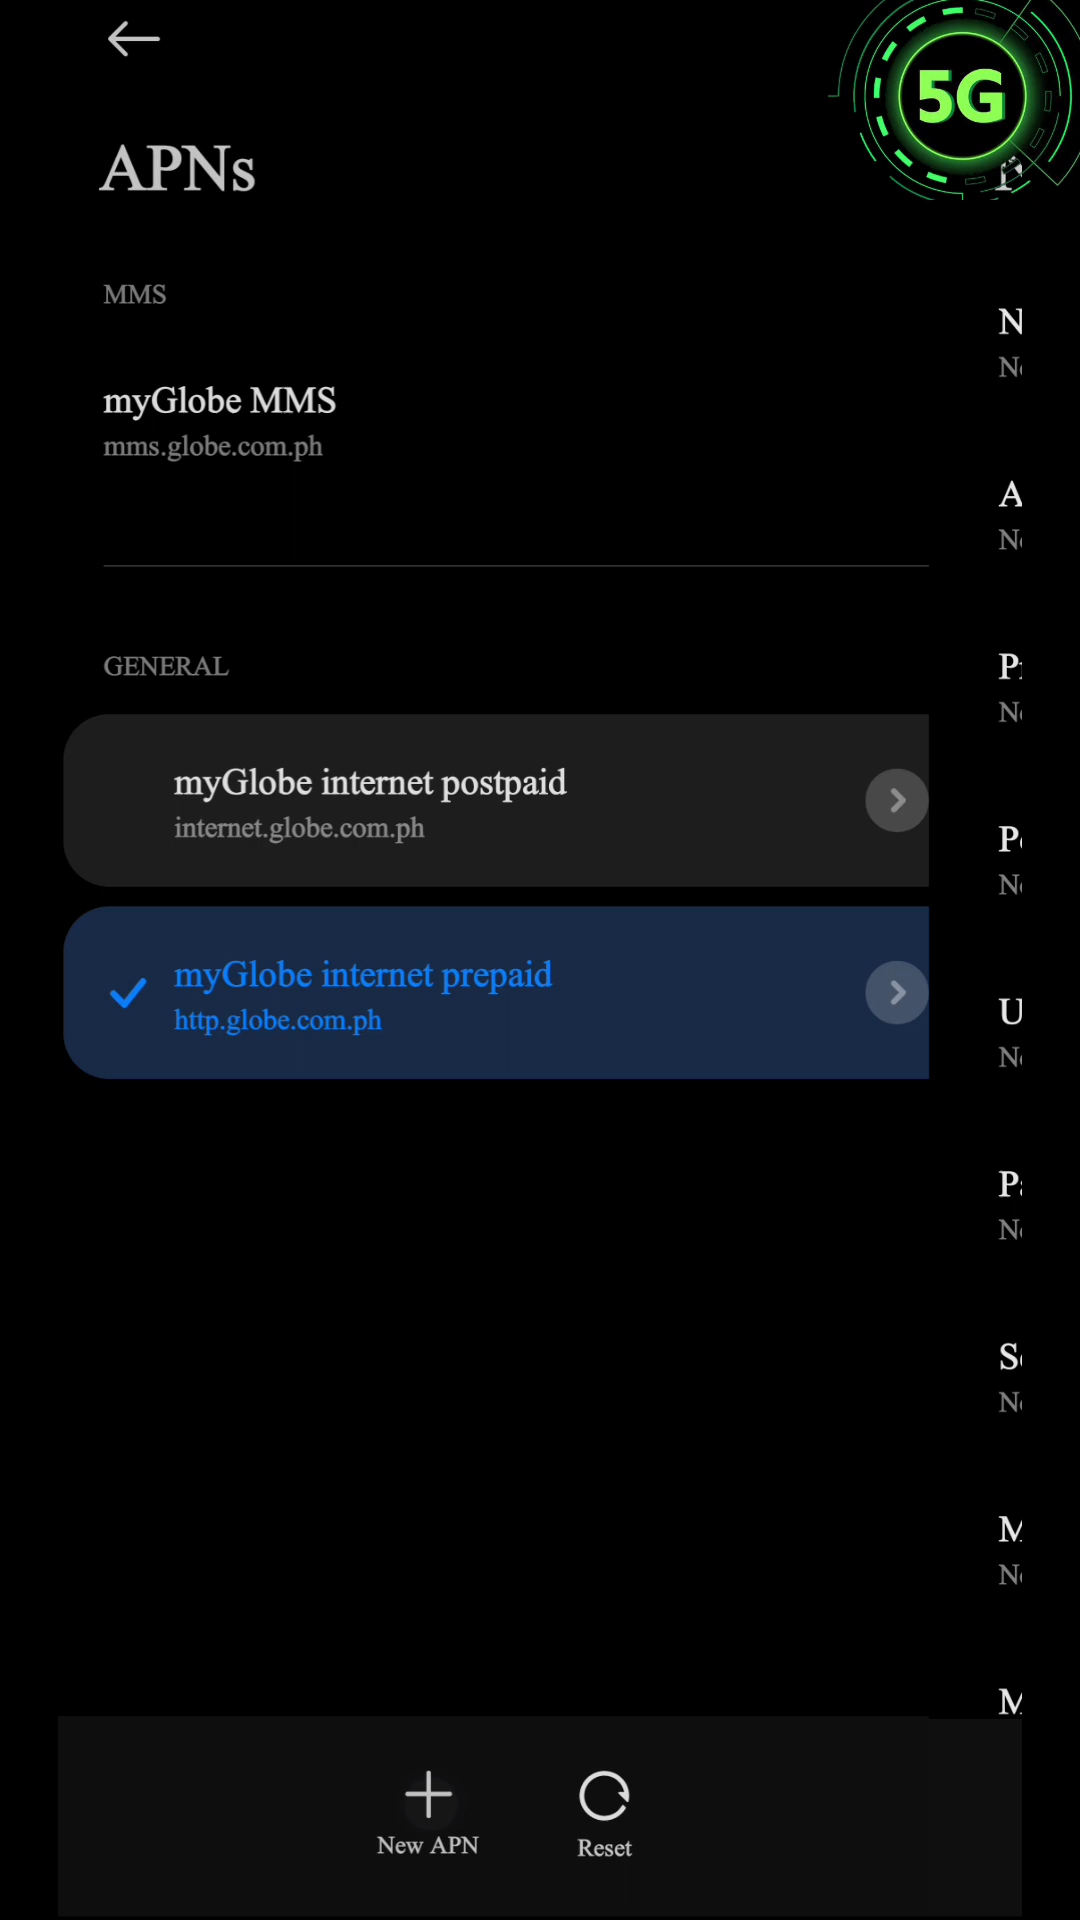 5G
APNs
MMS
myGlobe MMS
mms.globe.com.ph
GENERAL
myGlobe internet postpaid
internet.globe.com.ph
myGlobe internet prepaid
http.globe.com.ph
New APN
Reset